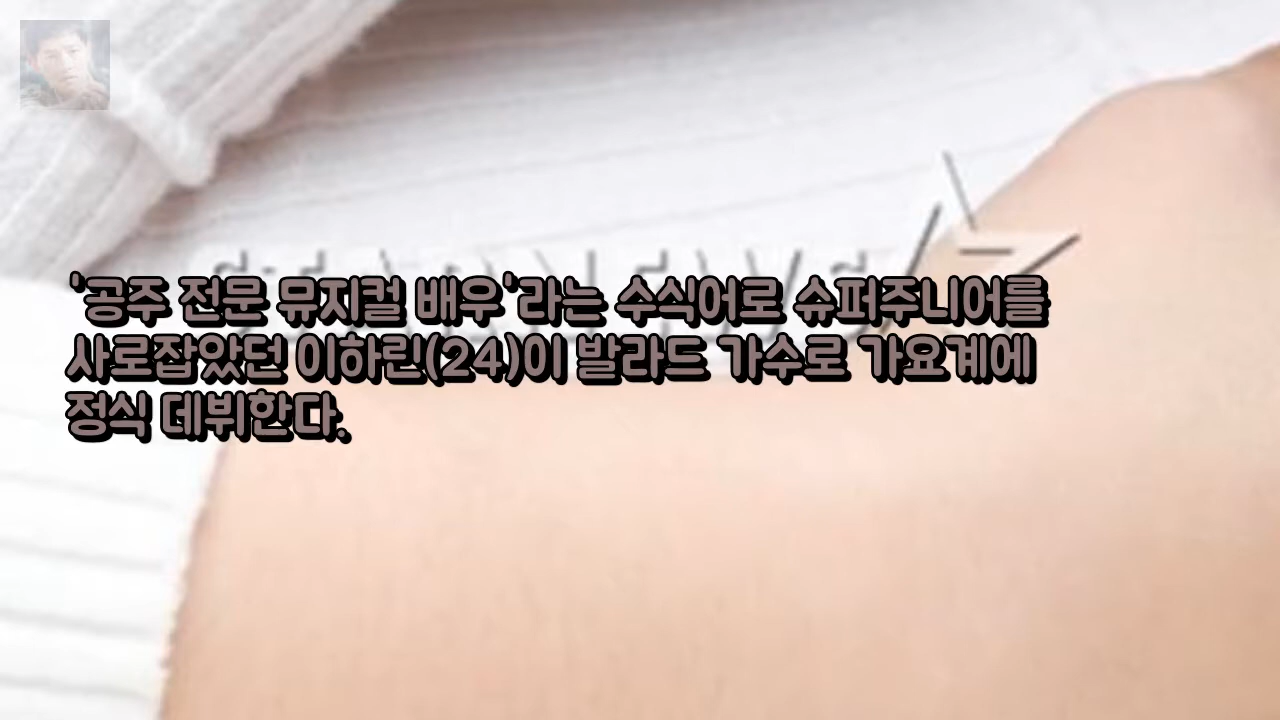 '공주 전문 뮤지컬 배우'라는 수식어로 슈퍼주니어를
사로잡았던 이하린(24)이 발라드 가수로 가요계에
정식 데뷔한다.